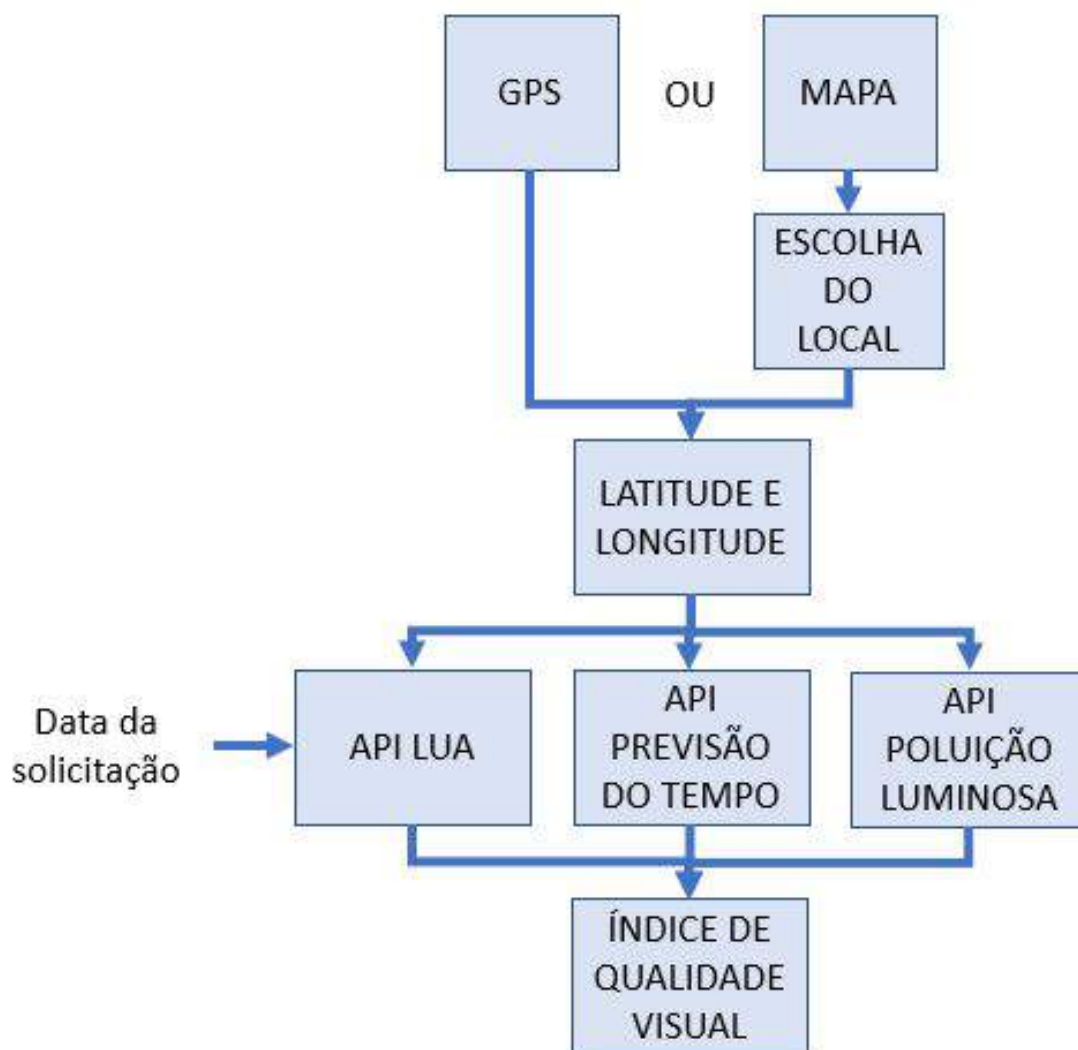 GPS
OU
MAPA
ESCOLHA
DO
LOCAL
LATITUDE E
LONGITUDE
Data da
solicitação
API LUA
API
PREVISÃO
DO TEMPO
API
POLUIÇÃO
LUMINOSA
ÍNDICE DE
QUALIDADE
VISUAL